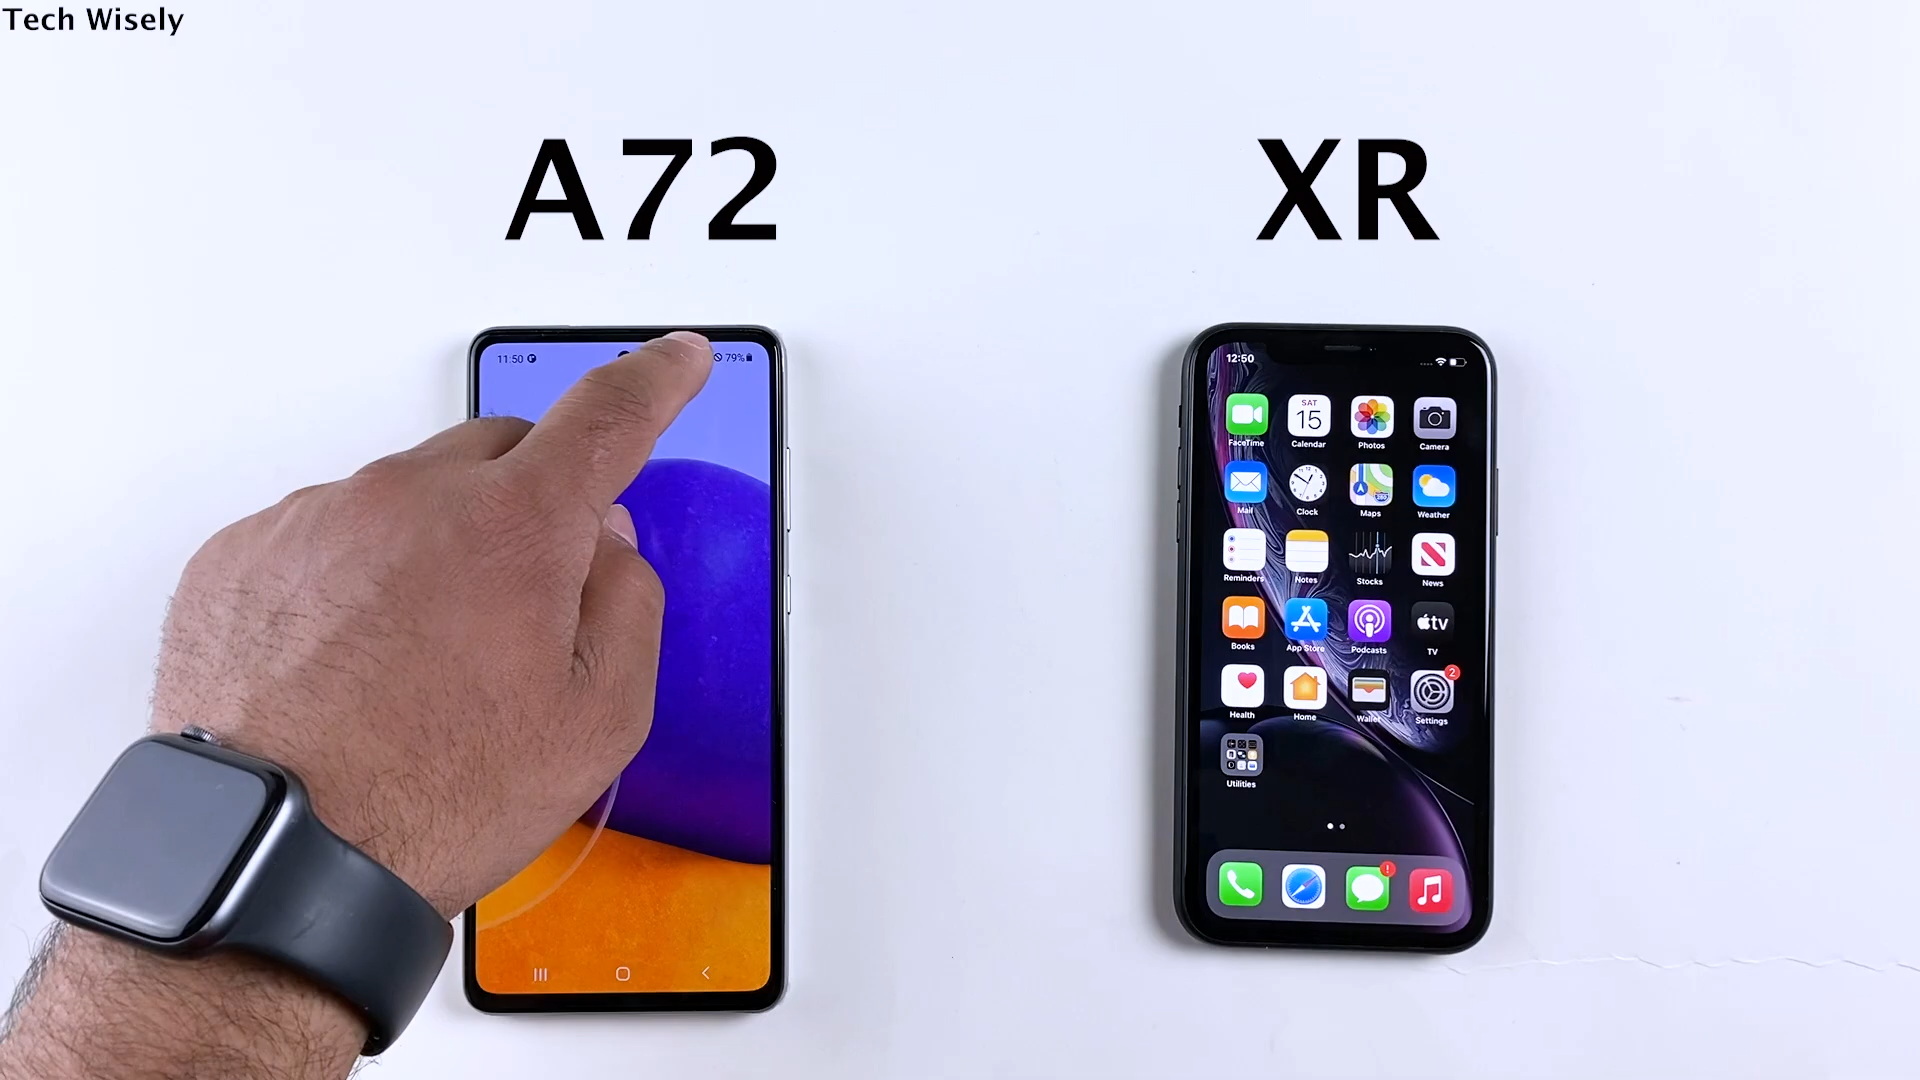 Tech Wisely
A72
XR
11:50
79%
12:50
SAT
15
FaceTime
Calendar
Photos
Camera
Mail
Clock
Maps
Weather
Reminders
Notes
Stocks
News
Books
App Store
Podcasts
tv
TV
2
Health
Home
Wallet
Settings
Utilities
!